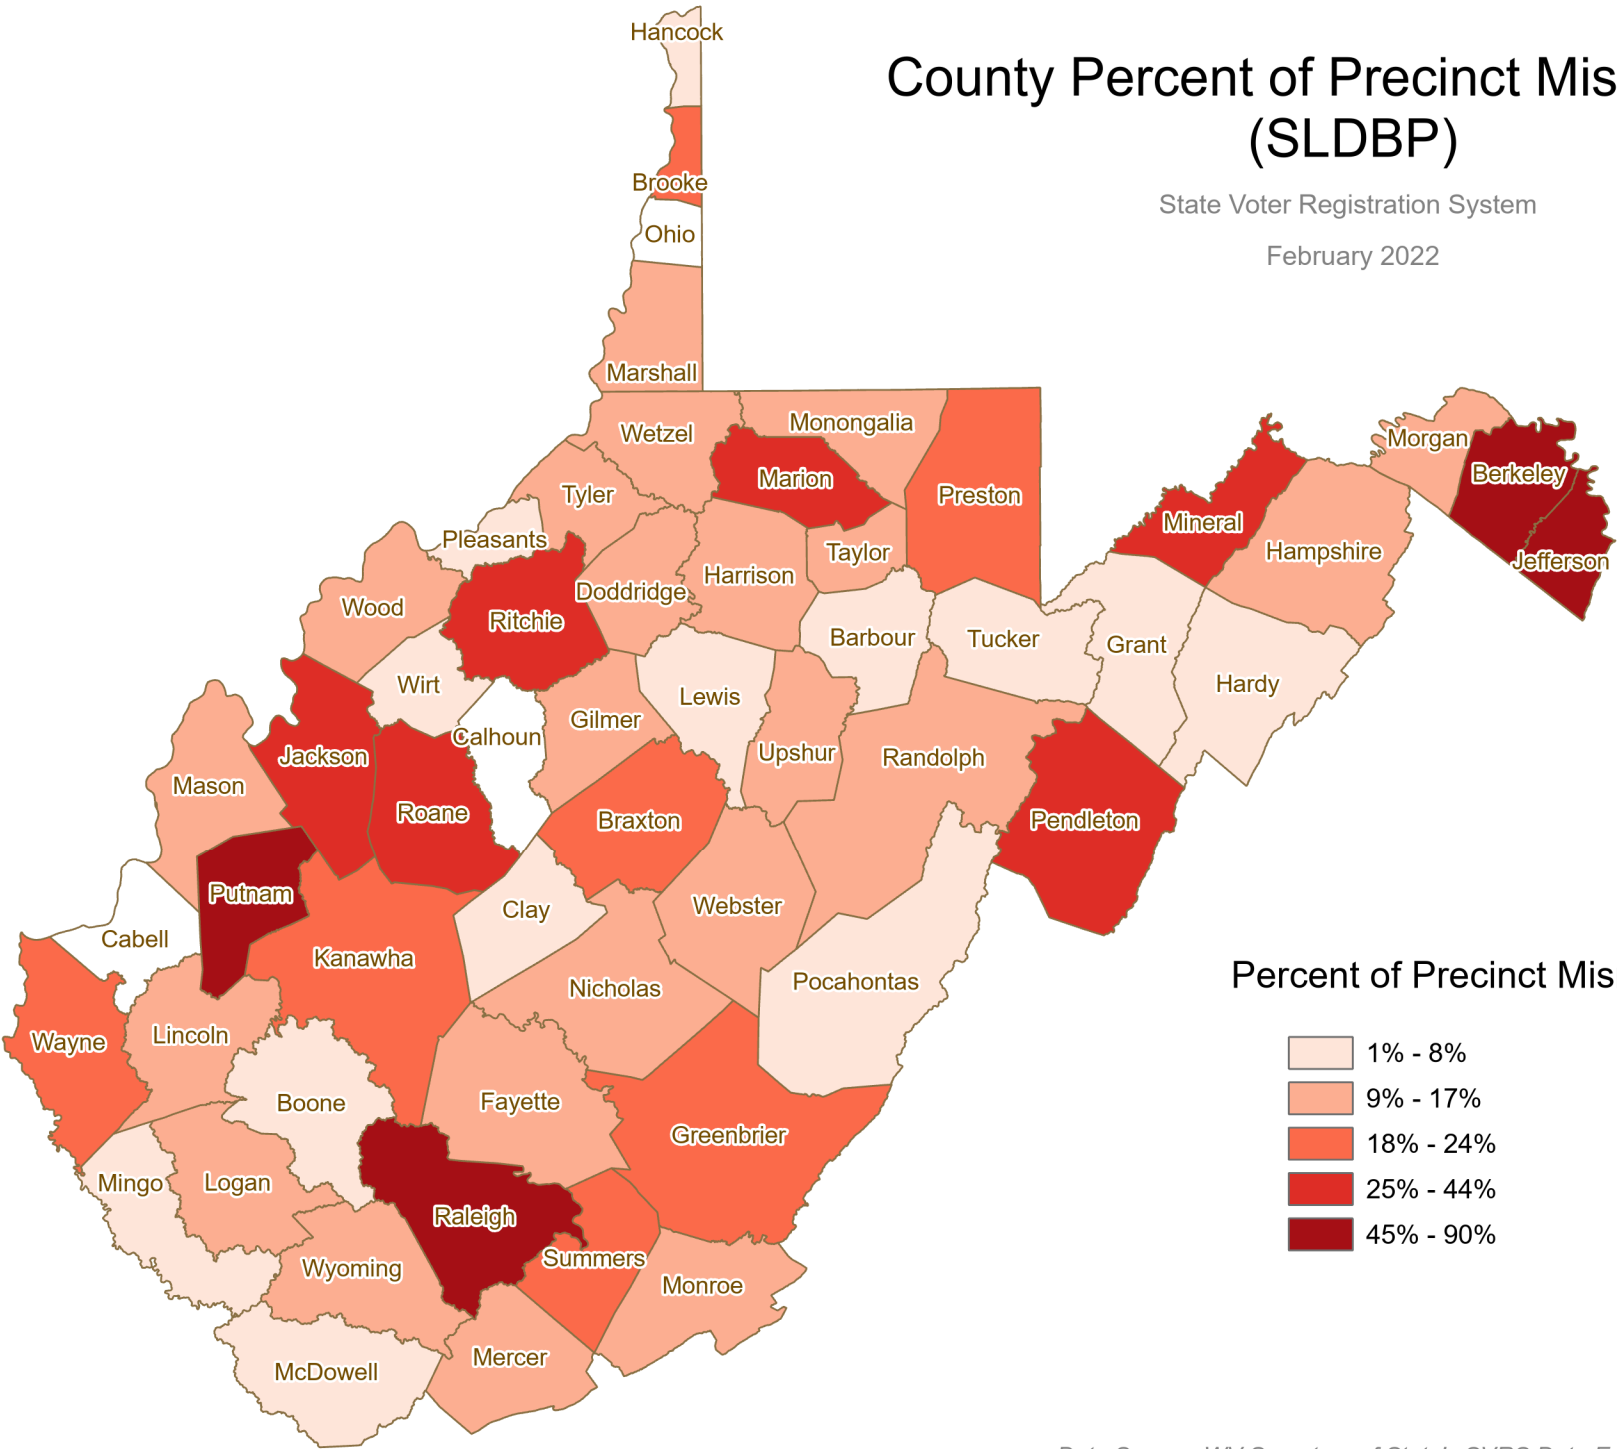 County Percent of Precinct Mis
(SLDBP)
State Voter Registration System
February 2022
Hancock
Brooke
Ohio
Marshall
Wetzel
Monongalia
Marion
Preston
Tyler
Pleasants
Taylor
Doddridge
Harrison
Wood
Ritchie
Morgan
Berkeley
Mineral
Hampshire
Jefferson
Barbour
Tucker
Grant
Hardy
Wirt
Lewis
Gilmer
Calhoun
Upshur
Randolph
Jackson
Mason
Roane
Braxton
Pendleton
Putnam
Clay
Webster
Cabell
Kanawha
Nicholas
Pocahontas
Wayne
Lincoln
Boone
Fayette
Greenbrier
Mingo
Logan
Raleigh
Summers
Wyoming
Monroe
Mercer
McDowell
Percent of Precinct Mis
1% - 8%
9% - 17%
18% - 24%
25% - 44%
45% - 90%